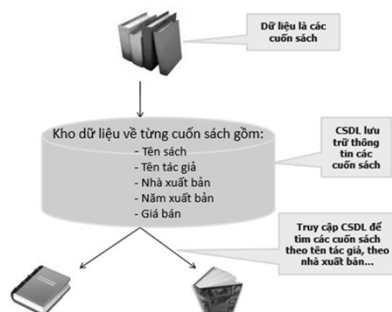 Dữ liệu là các
cuốn sách
Kho dữ liệu về từng cuốn sách gồm:
- Tên sách
- Tên tác giả
- Nhà xuất bản
- Năm xuất bản
- Giá bán
CSDL lưu
trữ thông
tin các
cuốn sách
Truy cập CSDL để
tìm các cuốn sách
theo tên tác giả, theo
nhà xuất bản...